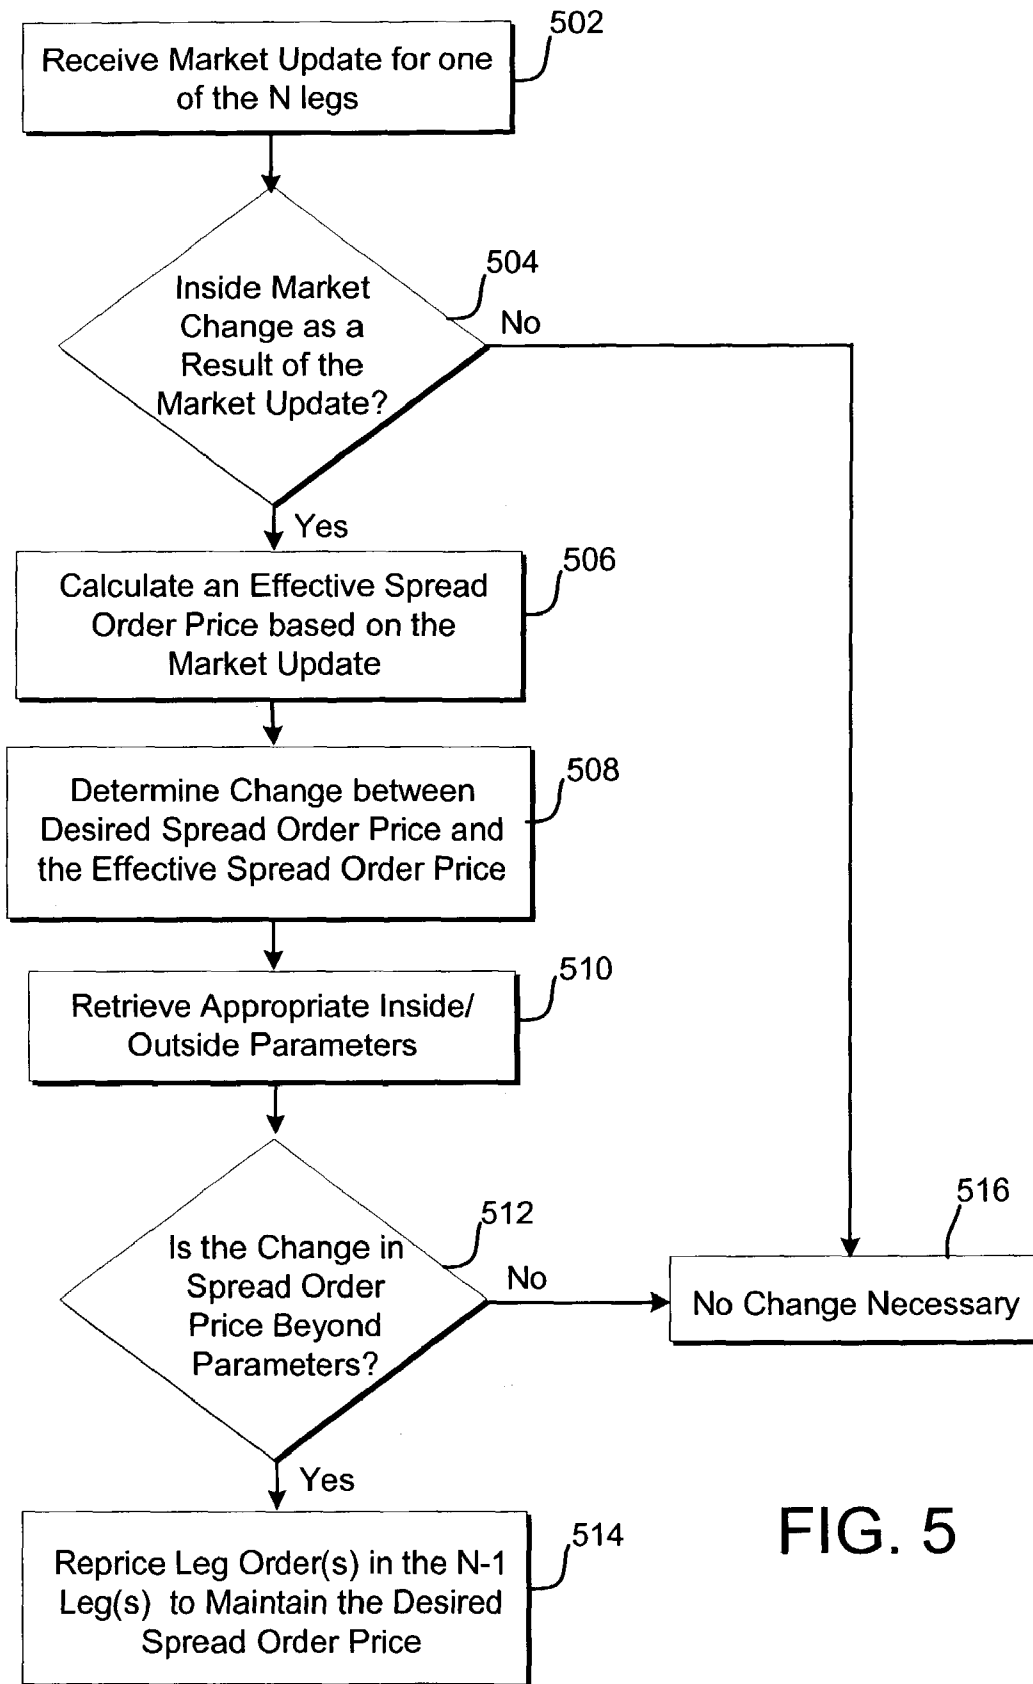 502
Receive Market Update for one
of the N legs
504
Inside Market
Change as a
Result of the
Market Update?
No
Yes
506
Calculate an Effective Spread
Order Price based on the
Market Update
508
Determine Change between
Desired Spread Order Price and
the Effective Spread Order Price
510
Retrieve Appropriate Inside/
Outside Parameters
512
Is the Change in
Spread Order
Price Beyond
Parameters?
No
516
No Change Necessary
Yes
514
Reprice Leg Order(s) in the N-1
Leg(s) to Maintain the Desired
Spread Order Price
FIG. 5